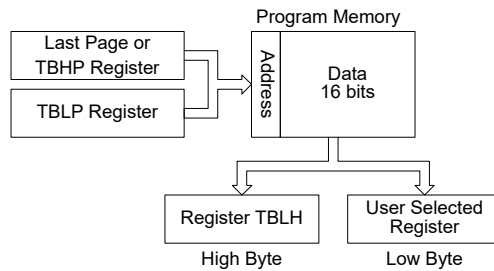 Program Memory
Last Page or
TBHP Register
TBLP Register
Address
Data
16 bits
Register TBLH
User Selected
Register
High Byte
Low Byte